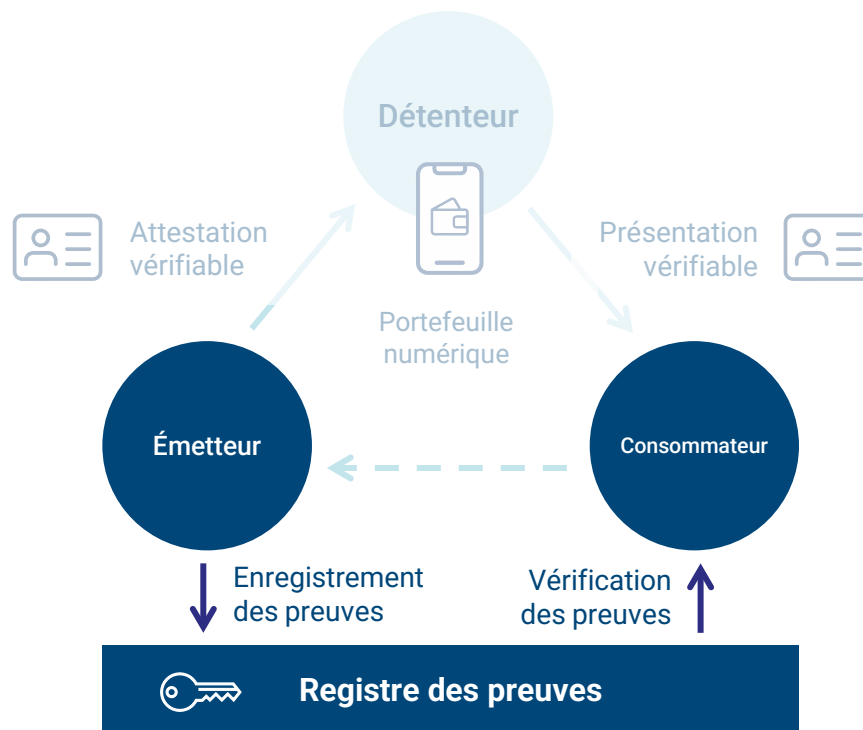 Détenteur
Attestation
vérifiable
Présentation
vérifiable
Portefeuille
numérique
Émetteur
Consommateur
Enregistrement
des preuves
Vérification
des preuves
Registre des preuves